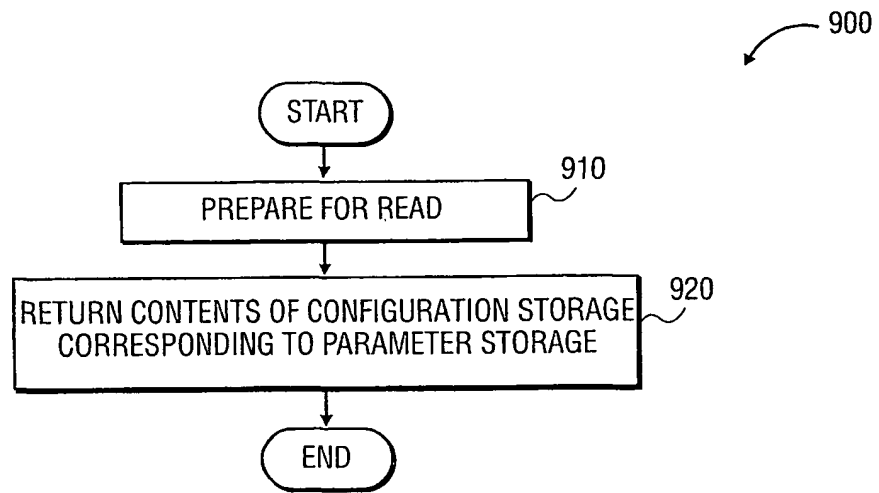 900
START
910
PREPARE FOR READ
920
RETURN CONTENTS OF CONFIGURATION STORAGE
CORRESPONDING TO PARAMETER STORAGE
END